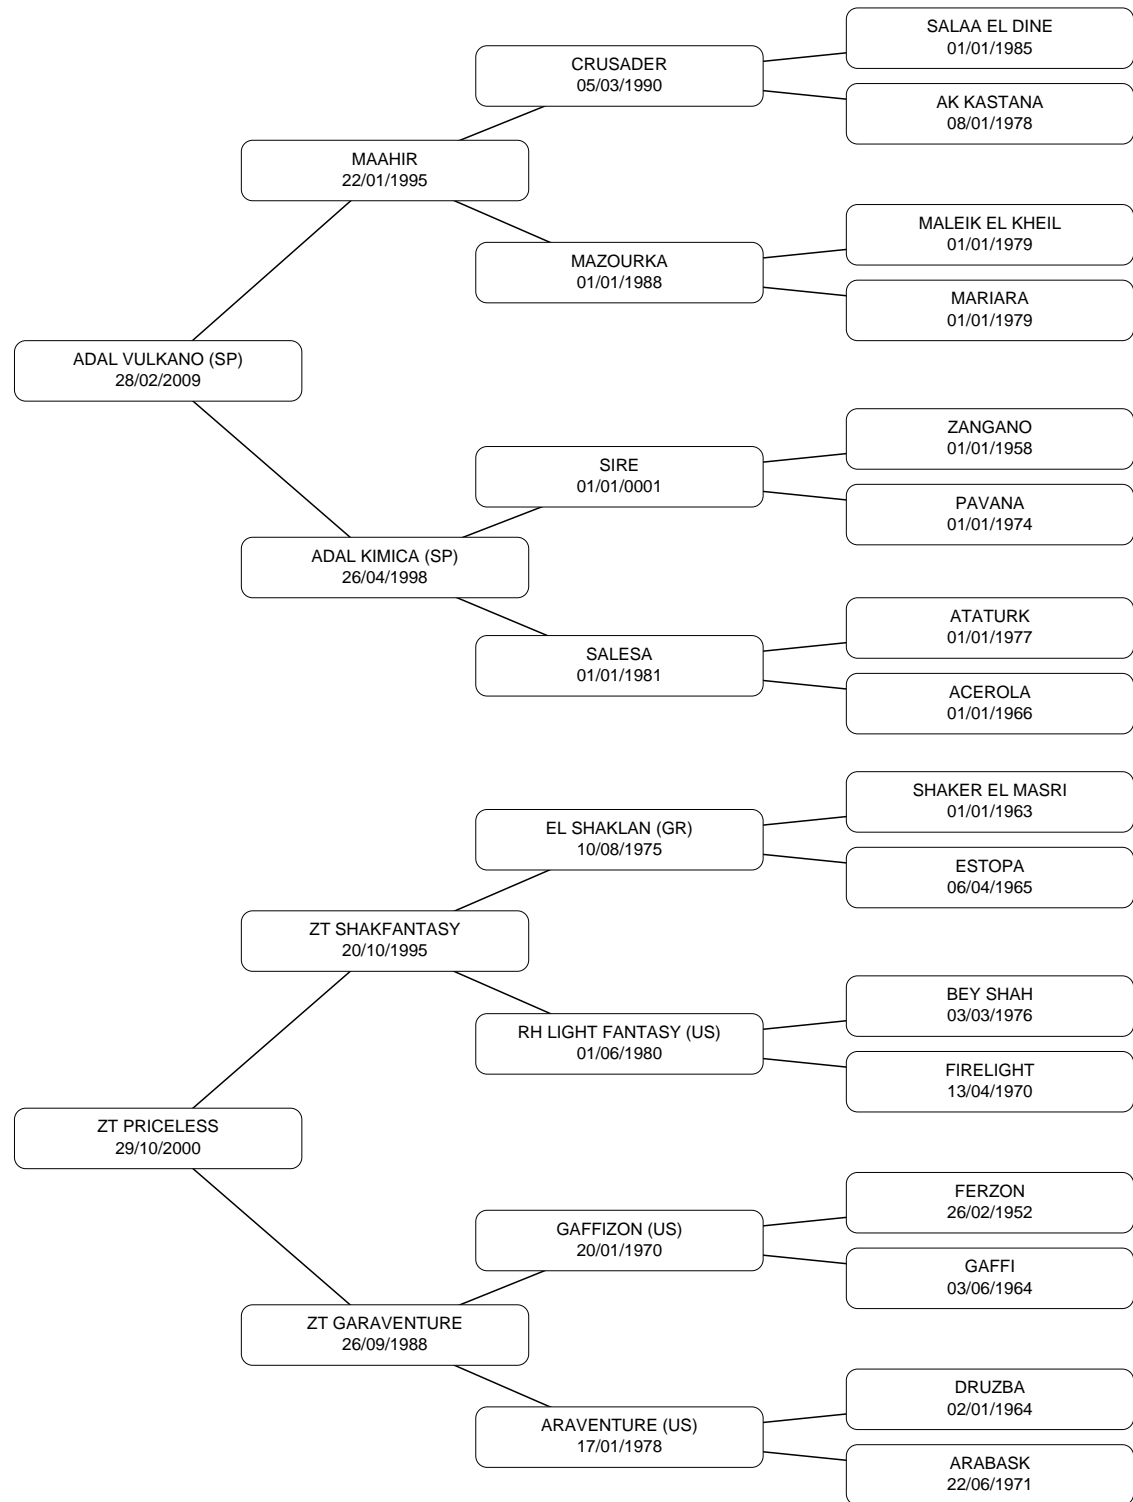 SALAA EL DINE
01/01/1985
CRUSADER
05/03/1990
AK KASTANA
08/01/1978
MAAHIR
22/01/1995
MALEIK EL KHEIL
01/01/1979
MAZOURKA
01/01/1988
MARIARA
01/01/1979
ADAL VULKANO (SP)
28/02/2009
ZANGANO
01/01/1958
SIRE
01/01/0001
PAVANA
01/01/1974
ADAL KIMICA (SP)
26/04/1998
ATATURK
01/01/1977
SALESA
01/01/1981
ACEROLA
01/01/1966
SHAKER EL MASRI
01/01/1963
EL SHAKLAN (GR)
10/08/1975
ESTOPA
06/04/1965
ZT SHAKFANTASY
20/10/1995
BEY SHAH
03/03/1976
RH LIGHT FANTASY (US)
01/06/1980
FIRELIGHT
13/04/1970
ZT PRICELESS
29/10/2000
FERZON
26/02/1952
GAFFIZON (US)
20/01/1970
GAFFI
03/06/1964
ZT GARAVENTURE
26/09/1988
DRUZBA
02/01/1964
ARAVENTURE (US)
17/01/1978
ARABASK
22/06/1971